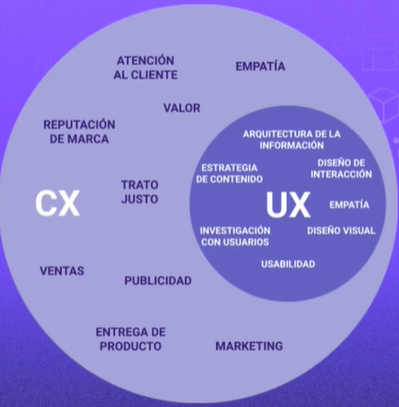 ATENCIÓN
AL CLIENTE
EMPATÍA
VALOR
REPUTACIÓN
DE MARCA
TRATO
JUSTO
CX
VENTAS
PUBLICIDAD
ENTREGA DE
PRODUCTO
MARKETING
ARQUITECTURA DE LA
INFORMACIÓN
ESTRATEGIA
DE CONTENIDO
DISEÑO DE
INTERACCIÓN
UX
EMPATÍA
INVESTIGACIÓN
CON USUARIOS
DISEÑO VISUAL
USABILIDAD